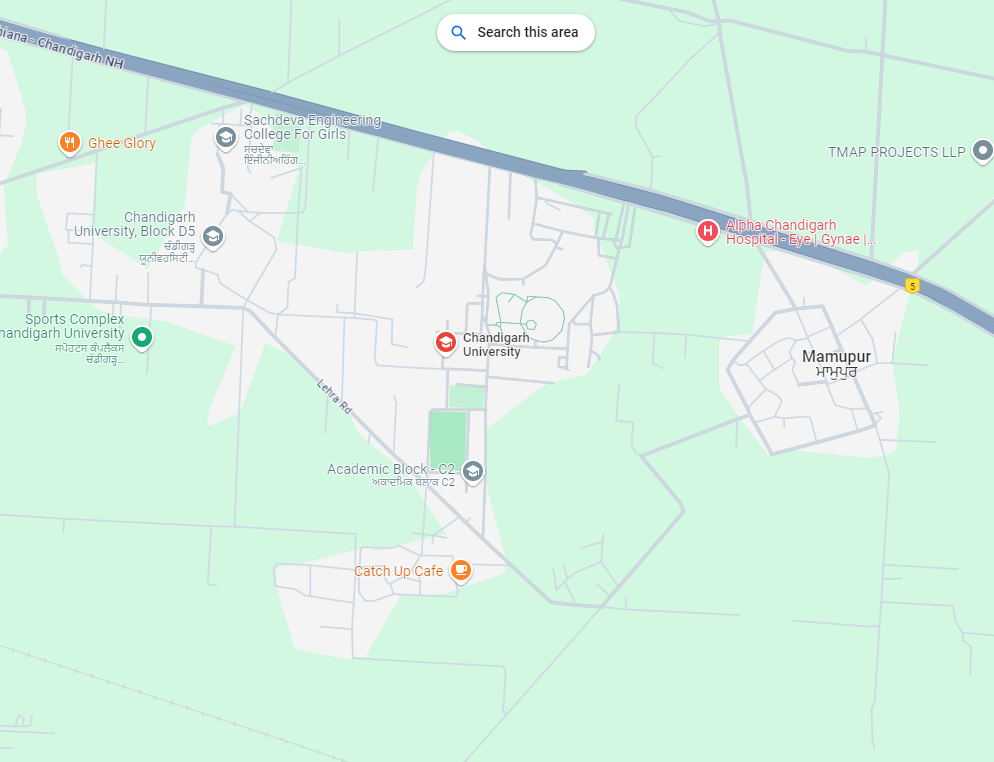 Search this area
hiana - Chandigarh NH
Sachdeva Engineering
College For Girls
ਸਚਦੇਵਾ
ਇੰਜੀਨੀਅਰਿੰਗ...
Ghee Glory
TMAP PROJECTS LLP
Chandigarh
University, Block D5
ਚੰਡੀਗੜ੍ਹ
ਯੂਨੀਵਰਸਿਟੀ...
Alpha Chandigarh
Hospital - Eye | Gynae |...
5
Sports Complex
handigarh University
ਸਪੋਰਟਸ ਕੰਪਲੈਕਸ
ਚੰਡੀਗੜ੍ਹ...
Chandigarh
University
Mamupur
ਮਾਮੂਪੁਰ
Lehra Rd
Academic Block - C2
ਅਕਾਦਮਿਕ ਬਲਾਕ C2
Catch Up Cafe